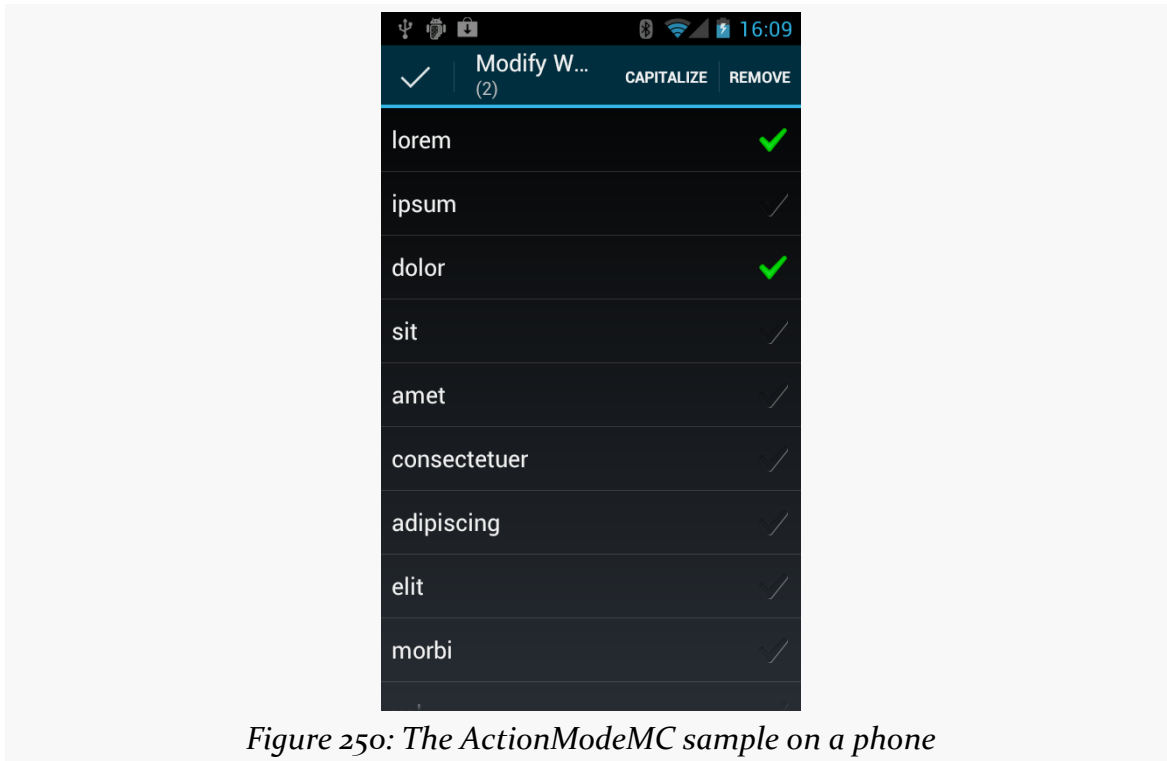 16:09
Modify W...
(2)
CAPITALIZE REMOVE
lorem
ipsum
dolor
sit
amet
consectetuer
adipiscing
elit
morbi
Figure 250: The ActionModeMC sample on a phone